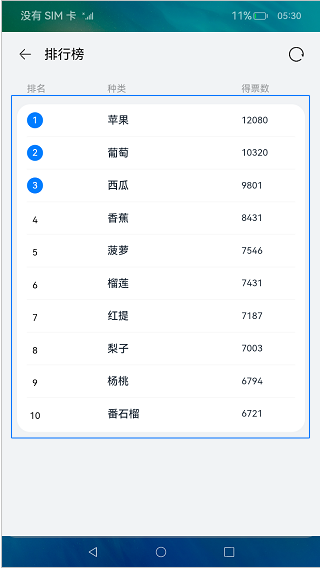 没有 SIM 卡 11% 05:30
排行榜
排名 种类 得票数
1 苹果 12080
2 葡萄 10320
3 西瓜 9801
4 香蕉 8431
5 菠萝 7546
6 榴莲 7431
7 红提 7187
8 梨子 7003
9 杨桃 6794
10 番石榴 6721